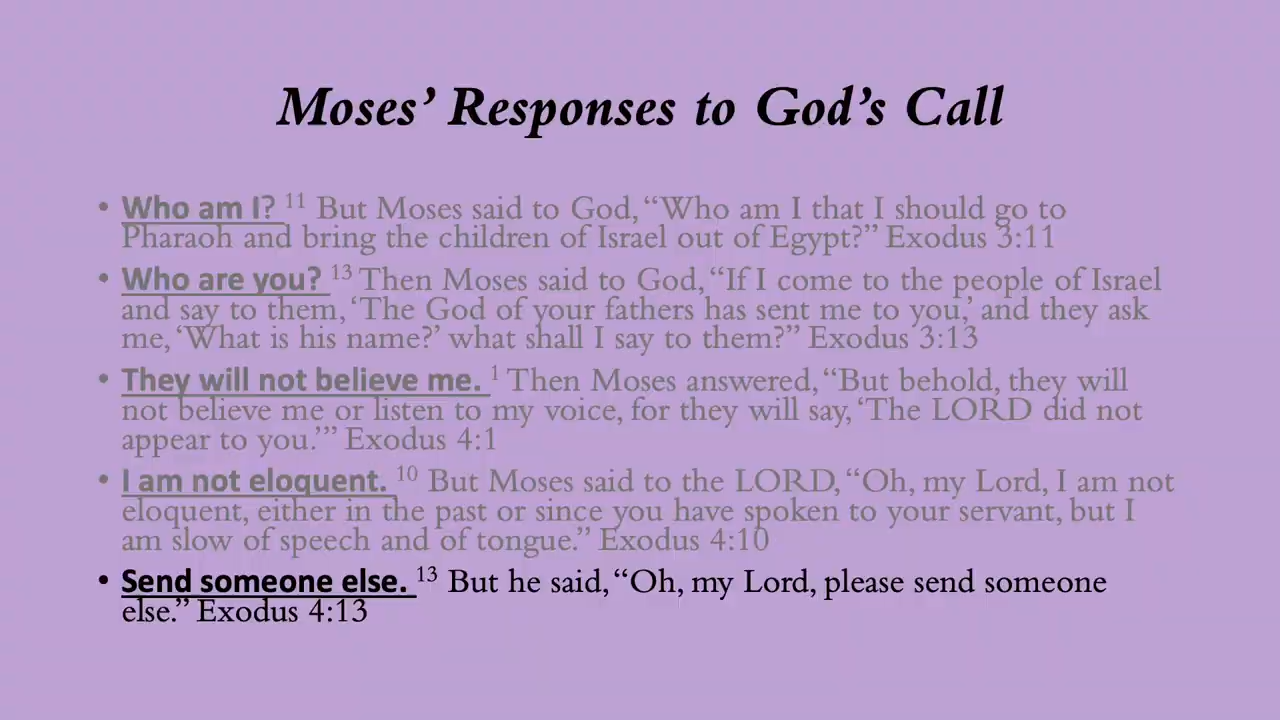 Moses’ Responses to God’s Call
• Who am I? 11 But Moses said to God, “Who am I that I should go to
Pharaoh and bring the children of Israel out of Egypt?” Exodus 3:11
• Who are you? 13 Then Moses said to God, “If I come to the people of Israel
and say to them, ‘The God of your fathers has sent me to you,’ and they ask
me, ‘What is his name?’ what shall I say to them?” Exodus 3:13
• They will not believe me. 1 Then Moses answered, “But behold, they will
not believe me or listen to my voice, for they will say, ‘The LORD did not
appear to you.’” Exodus 4:1
• I am not eloquent. 10 But Moses said to the LORD, “Oh, my Lord, I am not
eloquent, either in the past or since you have spoken to your servant, but I
am slow of speech and of tongue.” Exodus 4:10
• Send someone else. 13 But he said, “Oh, my Lord, please send someone
else.” Exodus 4:13